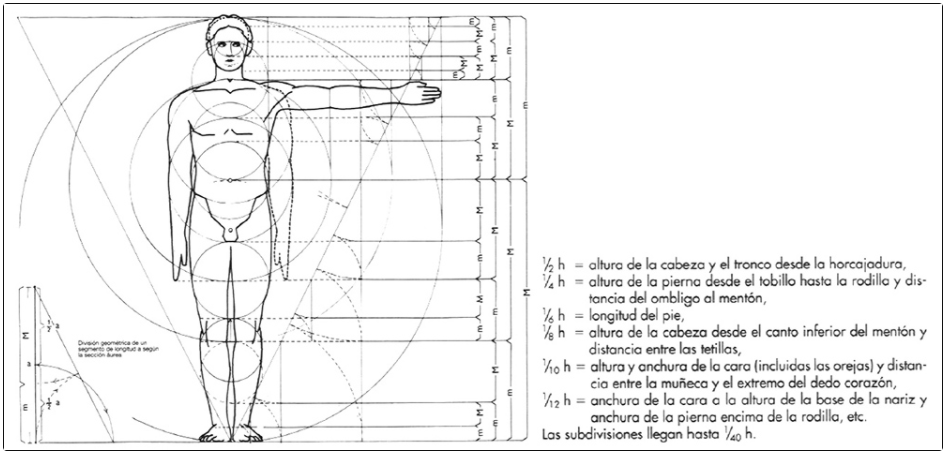 División geométrica de un
segmento de longitud a según
la sección áurea
M
a
m
½ a
½ a
½ h = altura de la cabeza y el tronco desde la horcajadura,
¼ h = altura de la pierna desde el tobillo hasta la rodilla y dis-
tancia del ombligo al mentón,
⅙ h = longitud del pie,
⅛ h = altura de la cabeza desde el canto inferior del mentón y
distancia entre las tetillas,
1/10 h = altura y anchura de la cara (incluidas las orejas) y distan-
cia entre la muñeca y el extremo del dedo corazón,
1/12 h = anchura de la cara a la altura de la base de la nariz y
anchura de la pierna encima de la rodilla, etc.
Las subdivisiones llegan hasta 1/40 h.